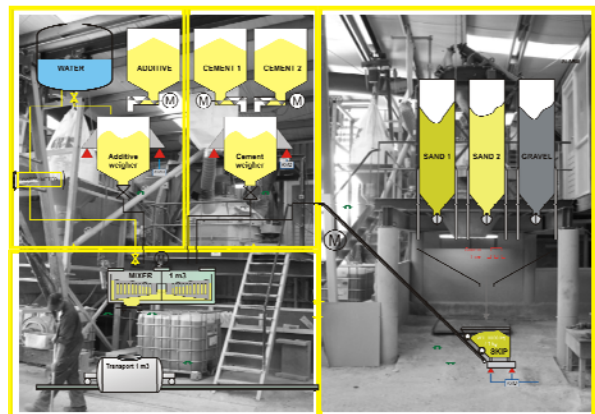 WATER
ADDITIVE
CEMENT 1
CEMENT 2
M
M
M
Additive
weigher
Cement
weigher
SAND 1
SAND 2
GRAVEL
M
MIXER 1 m3
SKIP
Transport 1 m3